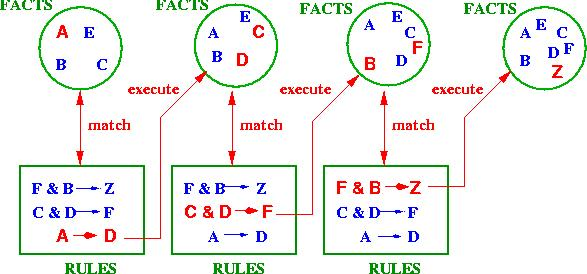 FACTS FACTS FACTS FACTS
A E B C
A E C B D
A E C F B D
A E C D F B Z
execute execute execute
match match match
F & B Z
C & D F
A D
F & B Z
C & D F
A D
F & B Z
C & D F
A D
RULES RULES RULES